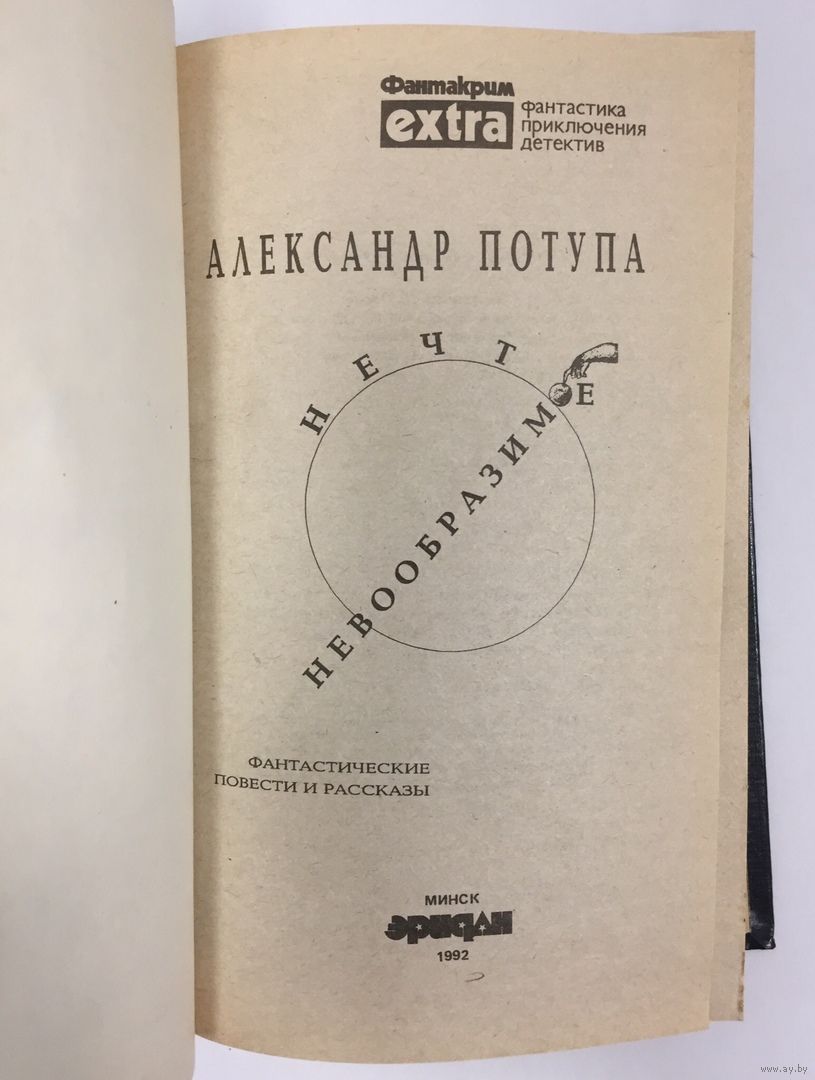 Фантакрим
extra
фантастика
приключения
детектив
АЛЕКСАНДР ПОТУПА
НЕЧТО
НЕВООБРАЗИМОЕ
ФАНТАСТИЧЕСКИЕ
ПОВЕСТИ И РАССКАЗЫ
МИНСК
эридан
1992
www.ay.by